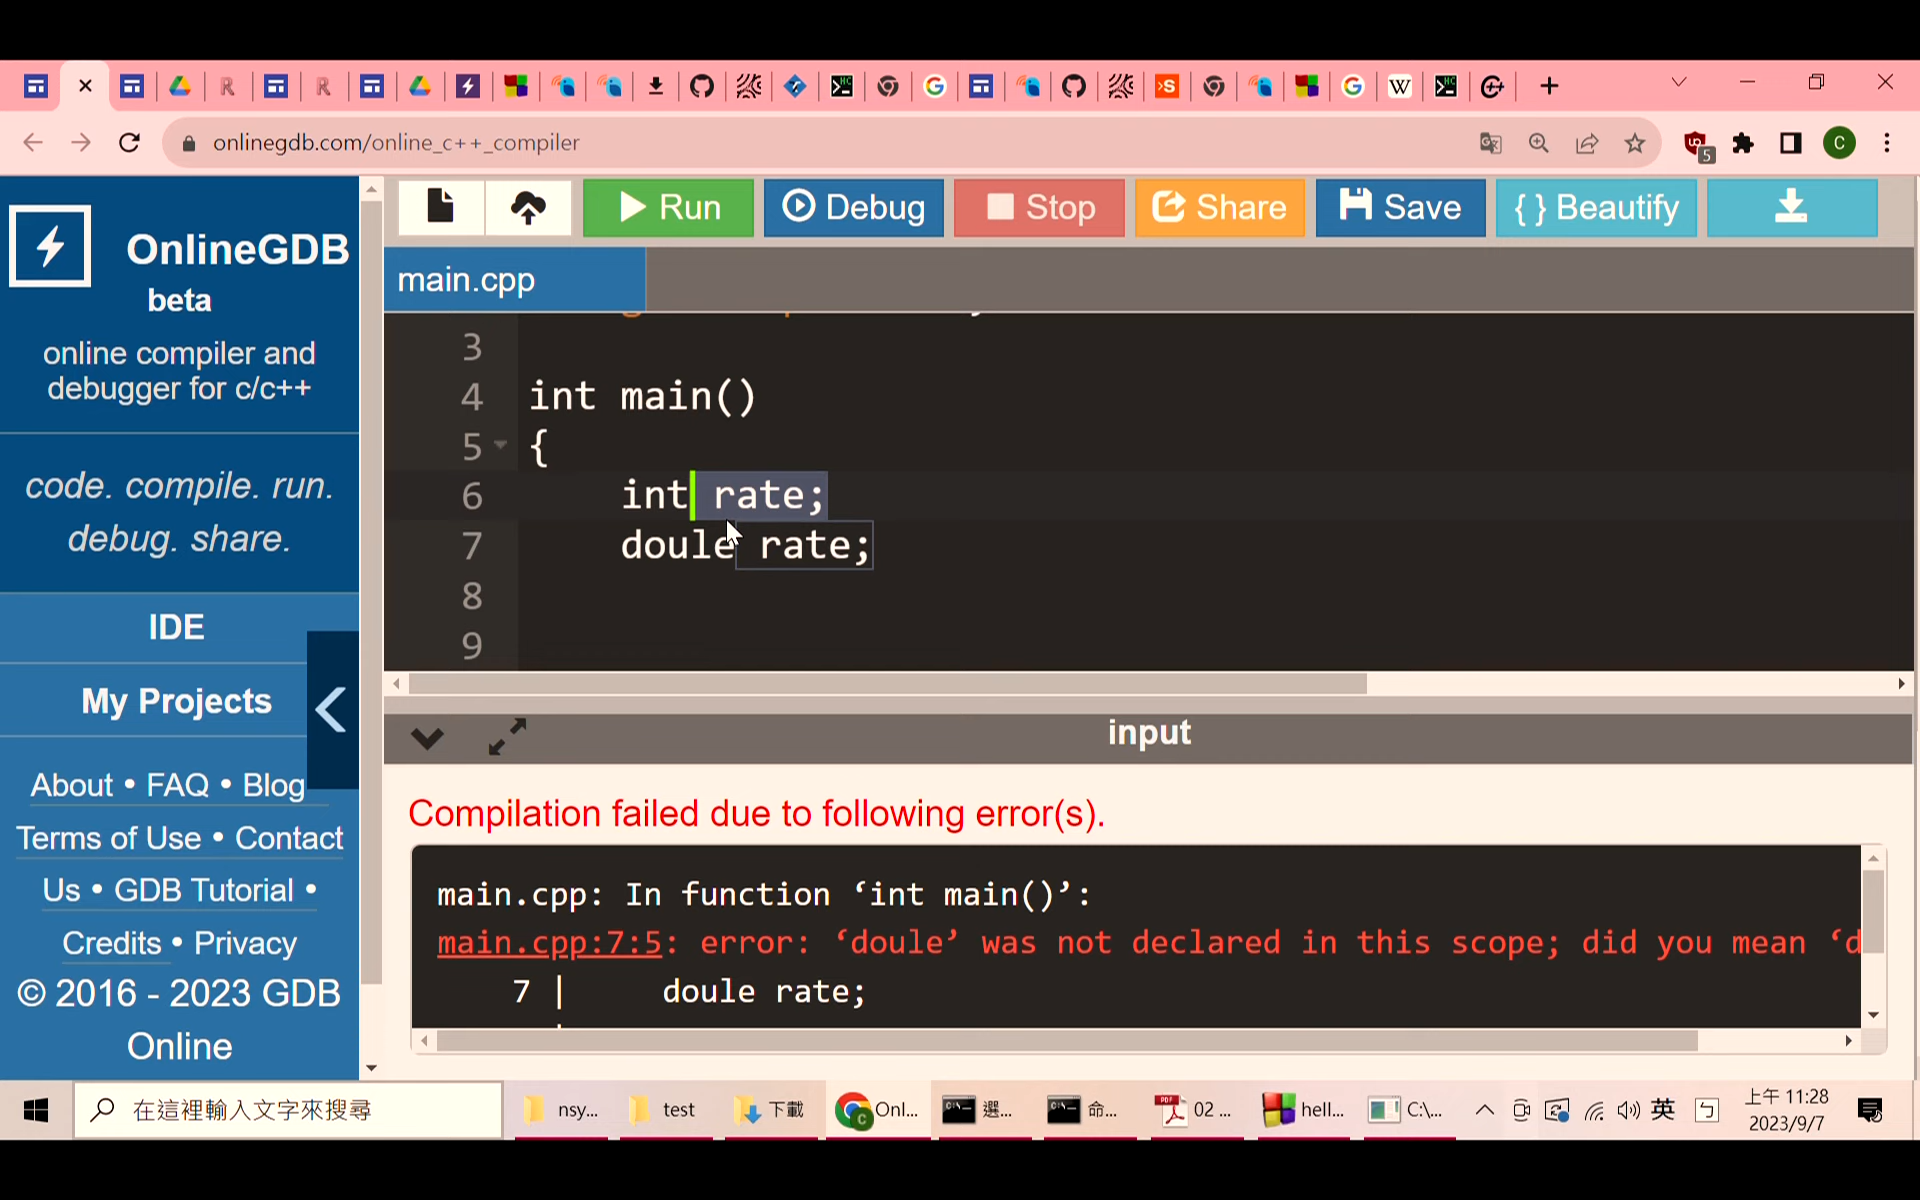 onlinegdb.com/online_c++_compiler
5
C
OnlineGDB
beta
online compiler and
debugger for c/c++
code. compile. run.
debug. share.
IDE
My Projects
About • FAQ • Blog
Terms of Use • Contact
Us • GDB Tutorial •
Credits • Privacy
© 2016 - 2023 GDB
Online
Run
Debug
Stop
Share
Save
{ } Beautify
main.cpp
3
4 int main()
5 {
6 int rate;
7 doule rate;
8
9
input
Compilation failed due to following error(s).
main.cpp: In function ‘int main()’:
main.cpp:7:5: error: ‘doule’ was not declared in this scope; did you mean ‘d
7 | doule rate;
在這裡輸入文字來搜尋
nsy...
test
下載
Onl...
選...
命...
02 ...
hell...
C:\...
英
上午 11:28
2023/9/7